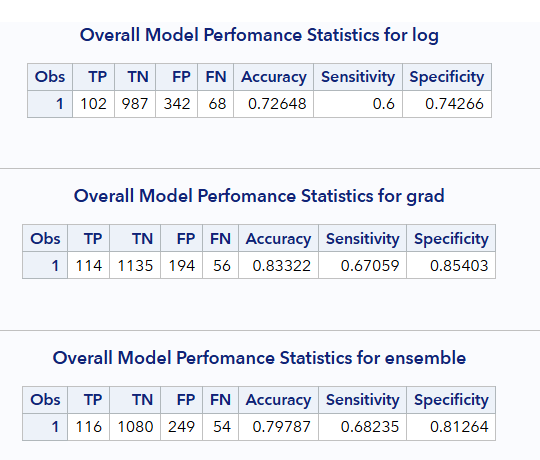 Overall Model Perfomance Statistics for log
Obs TP TN FP FN Accuracy Sensitivity Specificity
1 102 987 342 68 0.72648 0.6 0.74266
Overall Model Perfomance Statistics for grad
Obs TP TN FP FN Accuracy Sensitivity Specificity
1 114 1135 194 56 0.83322 0.67059 0.85403
Overall Model Perfomance Statistics for ensemble
Obs TP TN FP FN Accuracy Sensitivity Specificity
1 116 1080 249 54 0.79787 0.68235 0.81264